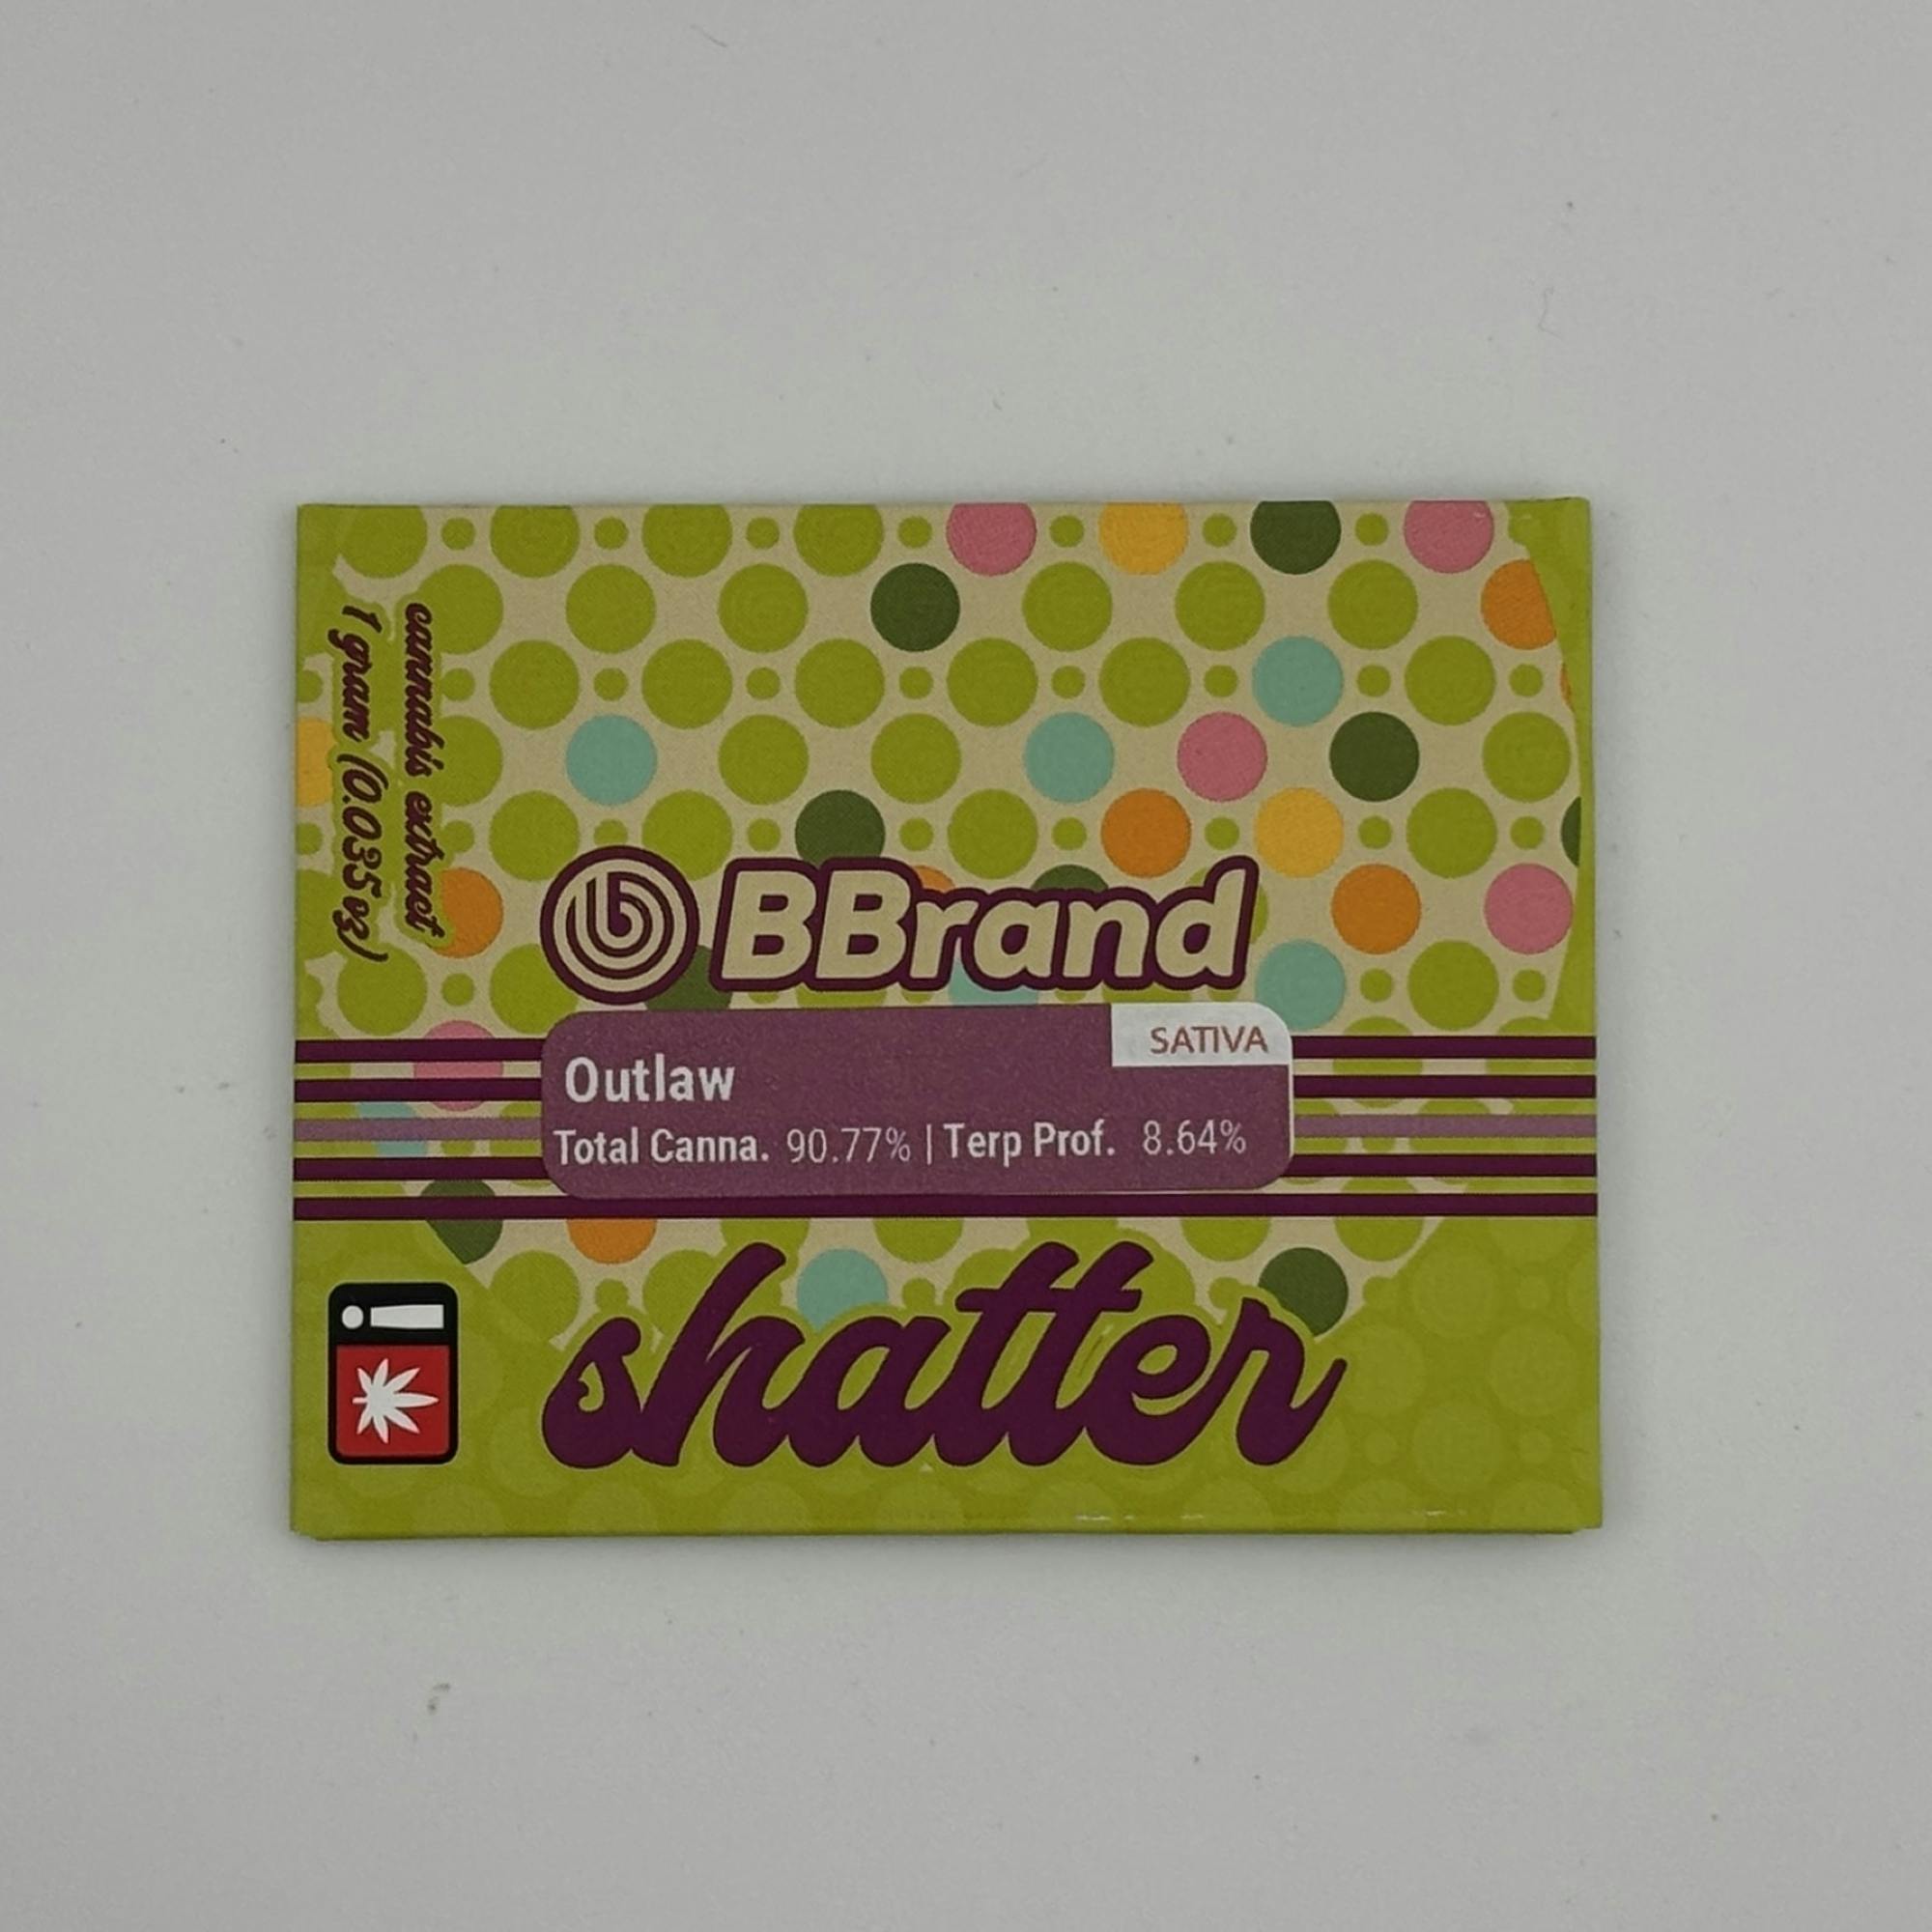 cannabis extract
1 gram (0.035 oz)
b BBrand
SATIVA
Outlaw
Total Canna. 90.77% | Terp Prof. 8.64%
!
shatter